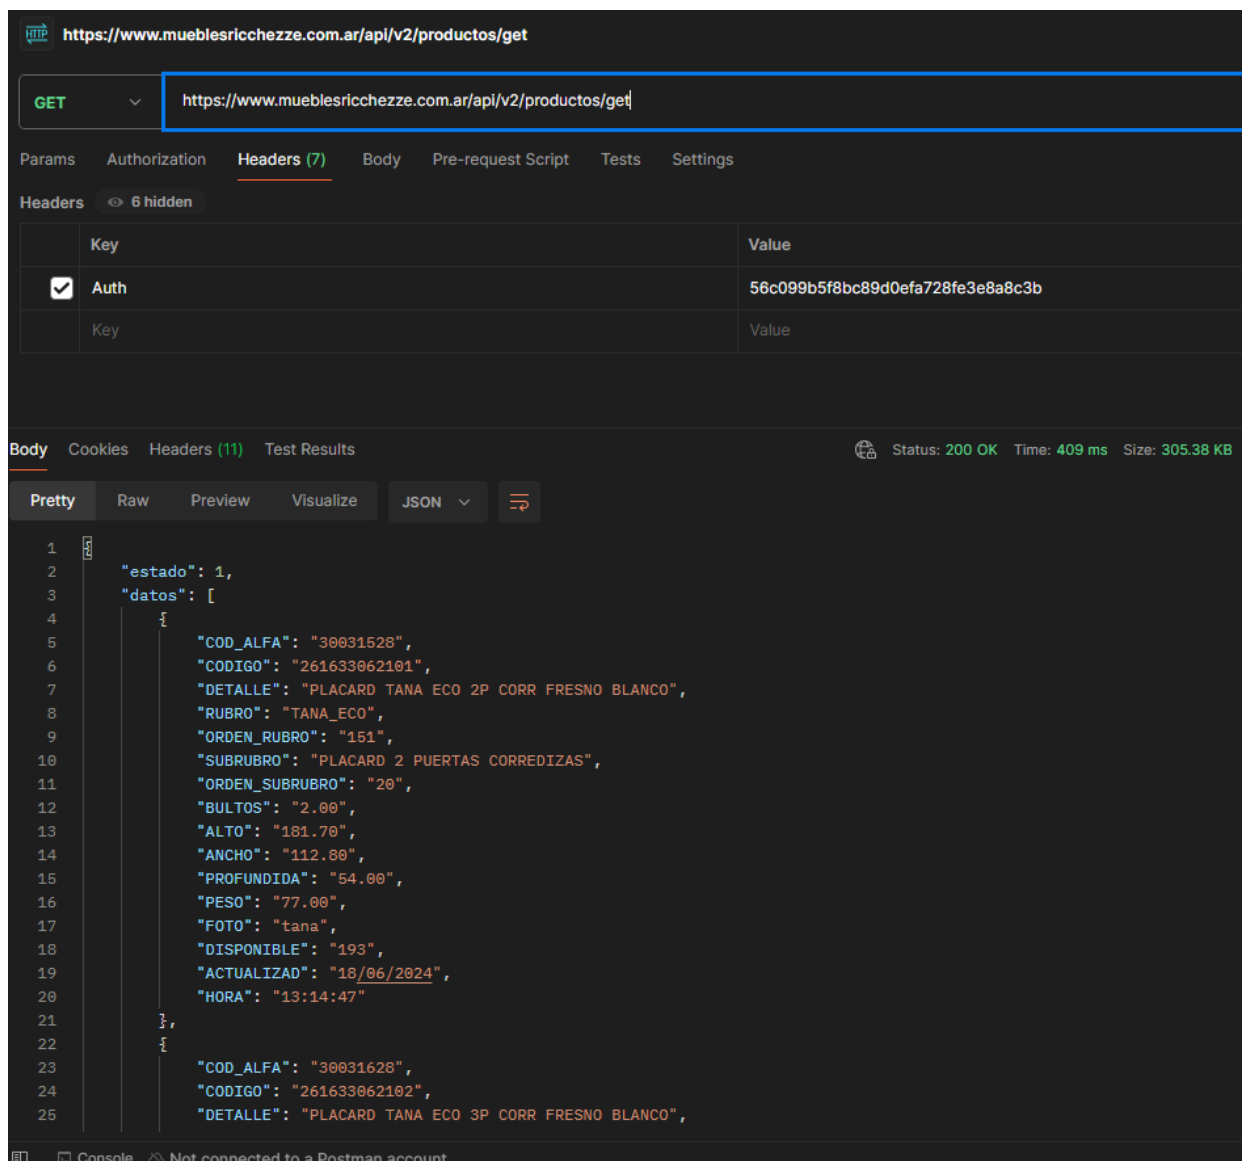 HTTP https://www.mueblesricchezze.com.ar/api/v2/productos/get
GET https://www.mueblesricchezze.com.ar/api/v2/productos/get
Params Authorization Headers (7) Body Pre-request Script Tests Settings
Headers 6 hidden
Key Value
Auth 56c099b5f8bc89d0efa728fe3e8a8c3b
Key Value
Body Cookies Headers (11) Test Results Status: 200 OK Time: 409 ms Size: 305.38 KB
Pretty Raw Preview Visualize JSON
1 {
2 "estado": 1,
3 "datos": [
4 {
5 "COD_ALFA": "30031528",
6 "CODIGO": "261633062101",
7 "DETALLE": "PLACARD TANA ECO 2P CORR FRESNO BLANCO",
8 "RUBRO": "TANA_ECO",
9 "ORDEN_RUBRO": "151",
10 "SUBRUBRO": "PLACARD 2 PUERTAS CORREDIZAS",
11 "ORDEN_SUBRUBRO": "20",
12 "BULTOS": "2.00",
13 "ALTO": "181.70",
14 "ANCHO": "112.80",
15 "PROFUNDIDA": "54.00",
16 "PESO": "77.00",
17 "FOTO": "tana",
18 "DISPONIBLE": "193",
19 "ACTUALIZAD": "18/06/2024",
20 "HORA": "13:14:47"
21 },
22 {
23 "COD_ALFA": "30031628",
24 "CODIGO": "261633062102",
25 "DETALLE": "PLACARD TANA ECO 3P CORR FRESNO BLANCO",
Console Not connected to a Postman account